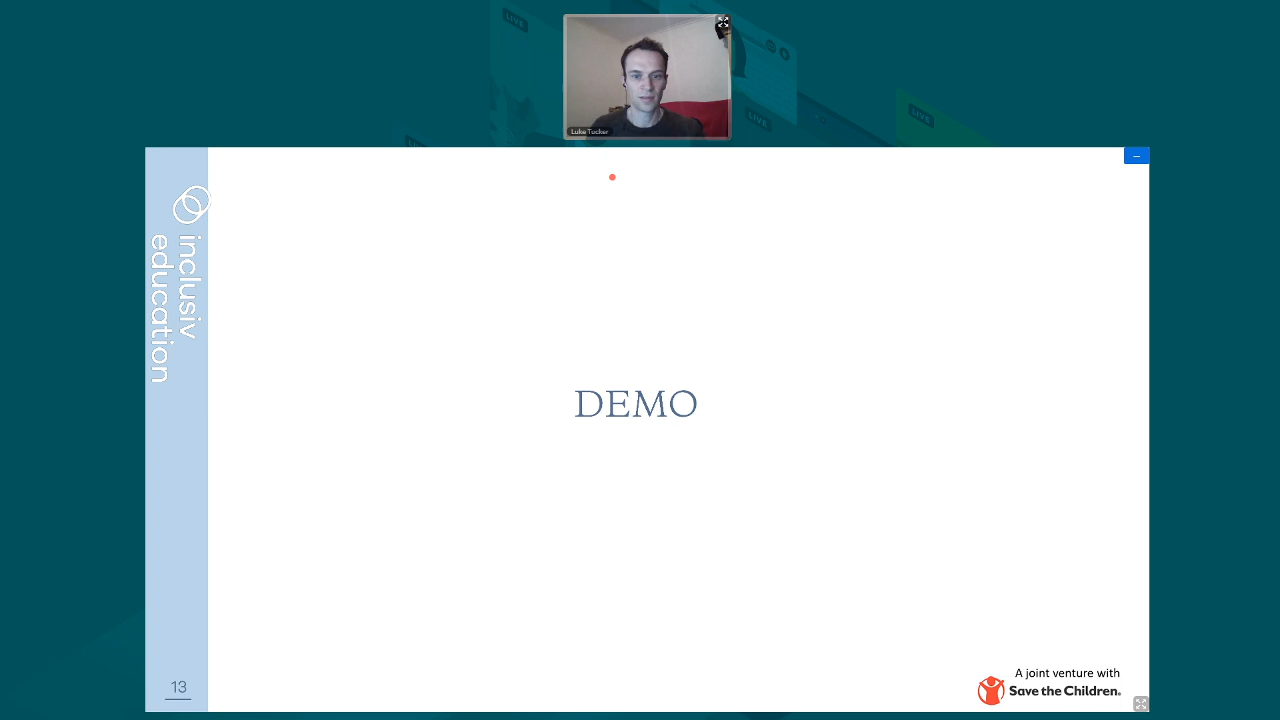 LIVE
LIVE
LIVE
Luke Tucker
inclusiv
education
DEMO
A joint venture with
Save the Children®
13